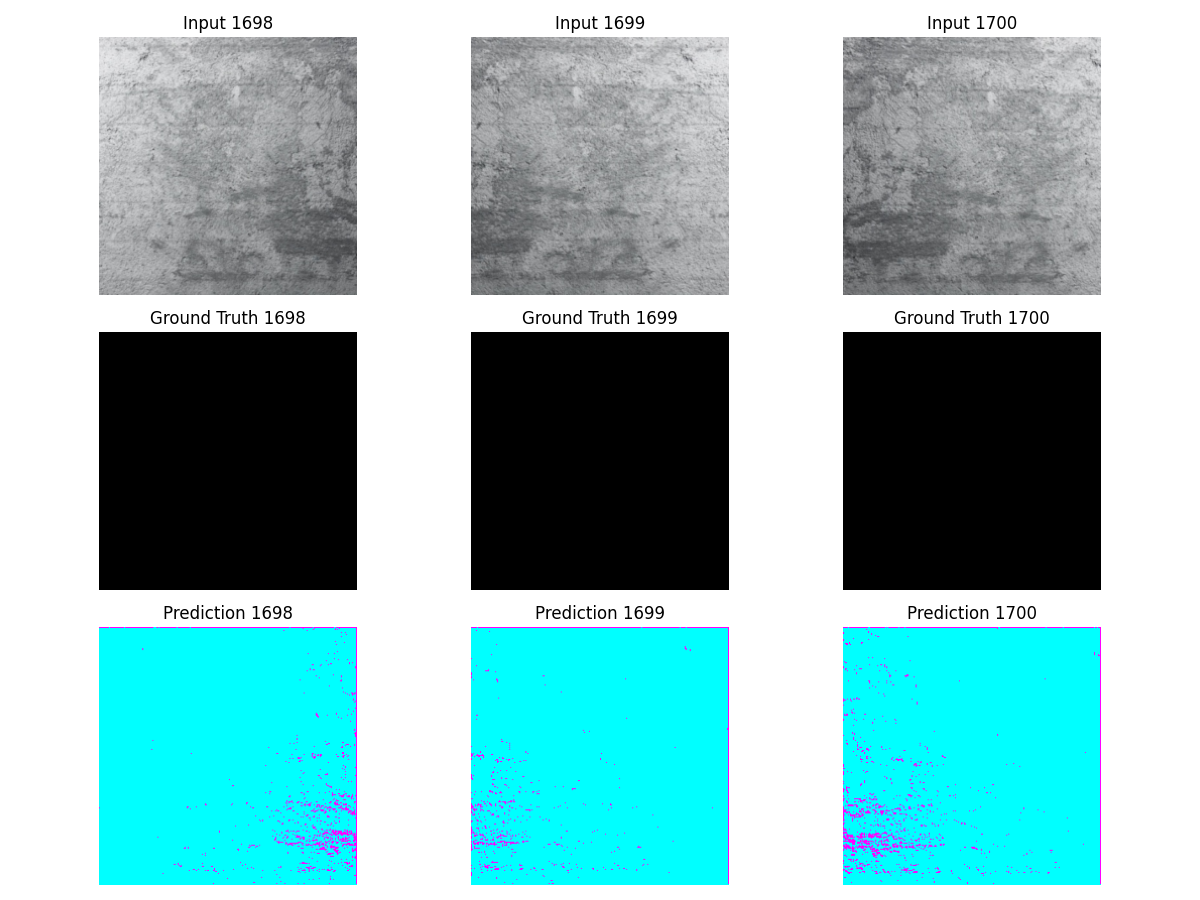 Input 1698
Input 1699
Input 1700
Ground Truth 1698
Ground Truth 1699
Ground Truth 1700
Prediction 1698
Prediction 1699
Prediction 1700